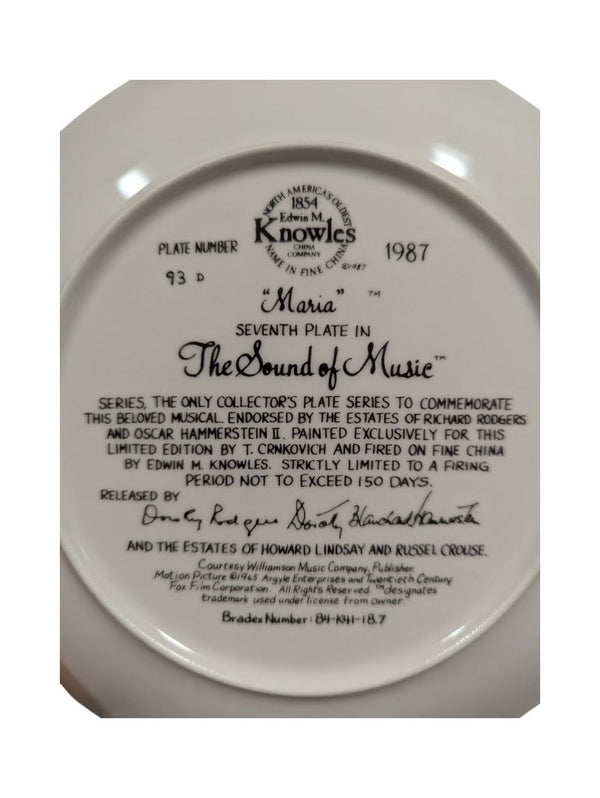 NORTH AMERICA'S OLDEST
1854
Edwin M.
Knowles
CHINA
COMPANY
NAME IN FINE CHINA
©1987
PLATE NUMBER
93 D
1987
"Maria" ™
SEVENTH PLATE IN
The Sound of Music™
SERIES, THE ONLY COLLECTOR'S PLATE SERIES TO COMMEMORATE
THIS BELOVED MUSICAL. ENDORSED BY THE ESTATES OF RICHARD RODGERS
AND OSCAR HAMMERSTEIN II. PAINTED EXCLUSIVELY FOR THIS
LIMITED EDITION BY T. CRNKOVICH AND FIRED ON FINE CHINA
BY EDWIN M. KNOWLES. STRICTLY LIMITED TO A FIRING
PERIOD NOT TO EXCEED 150 DAYS.
RELEASED BY
Dorothy Rodgers Dorothy Blanchard Hammerstein
AND THE ESTATES OF HOWARD LINDSAY AND RUSSEL CROUSE.
Courtesy Williamson Music Company, Publisher.
Motion Picture ©1965 Argyle Enterprises and Twentieth Century
Fox Film Corporation. All Rights Reserved. ™designates
trademark used under license from owner.
Bradex Number: 84-K41-18.7